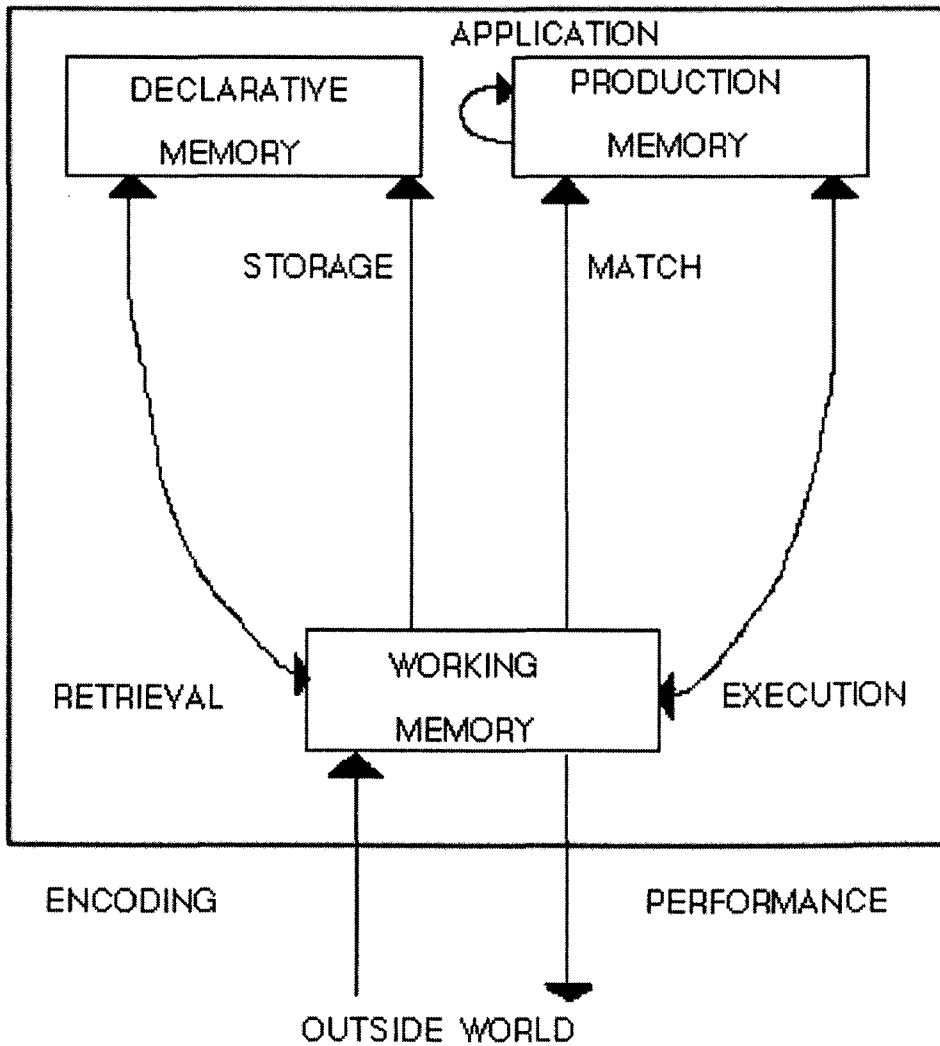 APPLICATION
DECLARATIVE
MEMORY
PRODUCTION
MEMORY
STORAGE
MATCH
RETRIEVAL
WORKING
MEMORY
EXECUTION
ENCODING
PERFORMANCE
OUTSIDE WORLD